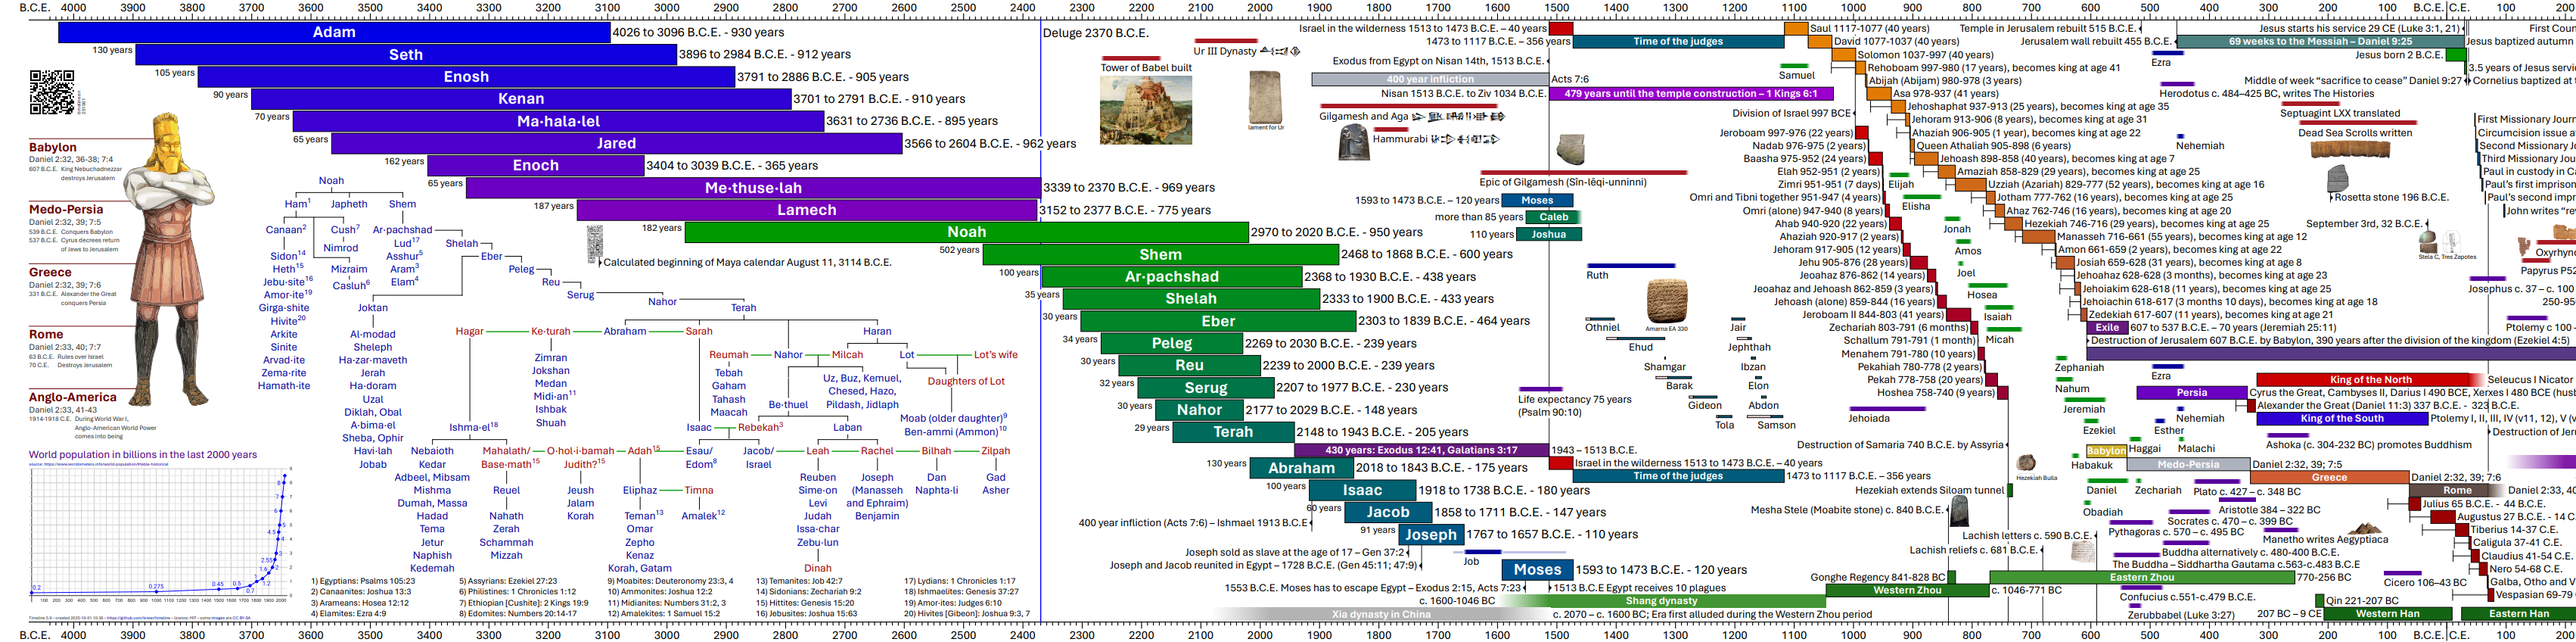 B.C.E. 4000 3900 3800 3700 3600 3500 3400 3300 3200 3100 3000 2900 2800 2700 2600 2500 2400 2300 2200 2100 2000 1900 1800 1700 1600 1500 1400 1300 1200 1100 1000 900 800 700 600 500 400 300 200 100 B.C.E. C.E. 100 200
Adam 4026 to 3096 B.C.E. - 930 years
130 years Seth 3896 to 2984 B.C.E. - 912 years
105 years Enosh 3791 to 2886 B.C.E. - 905 years
90 years Kenan 3701 to 2791 B.C.E. - 910 years
70 years Ma·hala·lel 3631 to 2736 B.C.E. - 895 years
65 years Jared 3566 to 2604 B.C.E. - 962 years
162 years Enoch 3404 to 3039 B.C.E. - 365 years
65 years Me·thuse·lah 3339 to 2370 B.C.E. - 969 years
187 years Lamech 3152 to 2377 B.C.E. - 775 years
182 years Noah 2970 to 2020 B.C.E. - 950 years
502 years Shem 2468 to 1868 B.C.E. - 600 years
100 years Ar·pachshad 2368 to 1930 B.C.E. - 438 years
35 years Shelah 2333 to 1900 B.C.E. - 433 years
30 years Eber 2303 to 1839 B.C.E. - 464 years
34 years Peleg 2269 to 2030 B.C.E. - 239 years
30 years Reu 2239 to 2000 B.C.E. - 239 years
32 years Serug 2207 to 1977 B.C.E. - 230 years
30 years Nahor 2177 to 2029 B.C.E. - 148 years
29 years Terah 2148 to 1943 B.C.E. - 205 years
430 years: Exodus 12:41, Galatians 3:17 1943 – 1513 B.C.E.
130 years Abraham 2018 to 1843 B.C.E. - 175 years
100 years Isaac 1918 to 1738 B.C.E. - 180 years
60 years Jacob 1858 to 1711 B.C.E. - 147 years
91 years Joseph 1767 to 1657 B.C.E. - 110 years
400 year infliction (Acts 7:6) – Ishmael 1913 B.C.E.
Joseph sold as slave at the age of 17 – Gen 37:2
Joseph and Jacob reunited in Egypt – 1728 B.C.E. (Gen 45:11; 47:9)
Job
Moses 1593 to 1473 B.C.E. - 120 years
1553 B.C.E. Moses has to escape Egypt – Exodus 2:15, Acts 7:23
1513 B.C.E Egypt receives 10 plagues
c. 1600-1046 BC Shang dynasty
Xia dynasty in China c. 2070 – c. 1600 BC; Era first alluded during the Western Zhou period
Deluge 2370 B.C.E.
Calculated beginning of Maya calendar August 11, 3114 B.C.E.
Babylon
Daniel 2:32, 36-38; 7:4
607 B.C.E. King Nebuchadnezzar
destroys Jerusalem
Medo-Persia
Daniel 2:32, 39; 7:5
539 B.C.E. Conquers Babylon
537 B.C.E. Cyrus decrees return
of Jews to Jerusalem
Greece
Daniel 2:32, 39; 7:6
331 B.C.E. Alexander the Great
conquers Persia
Rome
Daniel 2:33, 40; 7:7
63 B.C.E. Rules over Israel
70 C.E. Destroys Jerusalem
Anglo-America
Daniel 2:33, 41-43
1914-1918 C.E. During World War I,
Anglo-American World Power
comes into being
World population in billions in the last 2000 years
Noah
Ham1 Japheth Shem
Canaan2 Cush7 Ar·pachshad
Nimrod Lud17
Sidon14 Asshur5
Heth15 Mizraim Aram3
Jebu·site16 Casluh6 Elam4
Amor·ite19
Girga·shite
Hivite20
Arkite
Sinite
Arvad·ite
Zema·rite
Hamath·ite
Shelah
Eber
Peleg
Reu
Serug
Nahor
Terah
Joktan
Al·modad
Sheleph
Ha·zar·maveth
Jerah
Ha·doram
Uzal
Diklah, Obal
A·bima·el
Sheba, Ophir
Havi·lah
Jobab
Hagar Ke·turah Abraham Sarah Haran
Reumah Nahor Milcah Lot Lot's wife
Zimran
Jokshan
Medan
Midi·an11
Ishbak
Shuah
Tebah
Gaham
Tahash
Maacah
Uz, Buz, Kemuel,
Chesed, Hazo,
Pildash, Jidlaph
Be·thuel
Daughters of Lot
Moab (older daughter)9
Ben-ammi (Ammon)10
Isaac Rebekah3 Laban
Ishma·el18
Mahalath/ Base·math15
O·hol·i·bamah
Judith?15
Adah15
Esau/ Edom8
Jacob/ Israel
Leah Rachel Bilhah Zilpah
Nebaioth
Kedar
Adbeel, Mibsam
Mishma
Dumah, Massa
Hadad
Tema
Jetur
Naphish
Kedemah
Reuel
Nahath
Zerah
Schammah
Mizzah
Jeush
Jalam
Korah
Eliphaz Timna
Teman13
Omar
Zepho
Kenaz
Korah, Gatam
Amalek12
Reuben
Sime·on
Levi
Judah
Issa·char
Zebu·lun
Dinah
Joseph
(Manasseh
and Ephraim)
Benjamin
Dan
Naphta·li
Gad
Asher
1) Egyptians: Psalms 105:23
2) Canaanites: Joshua 13:3
3) Arameans: Hosea 12:12
4) Elamites: Ezra 4:9
5) Assyrians: Ezekiel 27:23
6) Philistines: 1 Chronicles 1:12
7) Ethiopian [Cushite]: 2 Kings 19:9
8) Edomites: Numbers 20:14-17
9) Moabites: Deuteronomy 23:3, 4
10) Ammonites: Joshua 12:2
11) Midianites: Numbers 31:2, 3
12) Amalekites: 1 Samuel 15:2
13) Temanites: Job 42:7
14) Sidonians: Zechariah 9:2
15) Hittites: Genesis 15:20
16) Jebusites: Joshua 15:63
17) Lydians: 1 Chronicles 1:17
18) Ishmaelites: Genesis 37:27
19) Amor·ites: Judges 6:10
20) Hivites [Gibeon]: Joshua 9:3, 7
Tower of Babel built
Ur III Dynasty
lament for Ur
Israel in the wilderness 1513 to 1473 B.C.E. – 40 years
1473 to 1117 B.C.E. – 356 years Time of the judges
Exodus from Egypt on Nisan 14th, 1513 B.C.E.
400 year infliction Acts 7:6
Nisan 1513 B.C.E. to Ziv 1034 B.C.E. 479 years until the temple construction – 1 Kings 6:1
Gilgamesh and Aga
Hammurabi
Epic of Gilgamesh (Sîn-lēqi-unninni)
1593 to 1473 B.C.E. – 120 years Moses
more than 85 years Caleb
110 years Joshua
Ruth
Amarna EA 330
Othniel
Ehud
Shamgar
Barak
Gideon
Tola
Jair
Jephthah
Ibzan
Elon
Abdon
Samson
Life expectancy 75 years
(Psalm 90:10)
Israel in the wilderness 1513 to 1473 B.C.E. – 40 years
Time of the judges 1473 to 1117 B.C.E. – 356 years
Samuel
Saul 1117-1077 (40 years)
David 1077-1037 (40 years)
Solomon 1037-997 (40 years)
Rehoboam 997-980 (17 years), becomes king at age 41
Abijah (Abijam) 980-978 (3 years)
Asa 978-937 (41 years)
Jehoshaphat 937-913 (25 years), becomes king at age 35
Jehoram 913-906 (8 years), becomes king at age 31
Ahaziah 906-905 (1 year), becomes king at age 22
Queen Athaliah 905-898 (6 years)
Jehoash 898-858 (40 years), becomes king at age 7
Amaziah 858-829 (29 years), becomes king at age 25
Uzziah (Azariah) 829-777 (52 years), becomes king at age 16
Jotham 777-762 (16 years), becomes king at age 25
Ahaz 762-746 (16 years), becomes king at age 20
Hezekiah 746-716 (29 years), becomes king at age 25
Manasseh 716-661 (55 years), becomes king at age 12
Amon 661-659 (2 years), becomes king at age 22
Josiah 659-628 (31 years), becomes king at age 8
Jehoahaz 628-628 (3 months), becomes king at age 23
Jehoiakim 628-618 (11 years), becomes king at age 25
Jehoiachin 618-617 (3 months 10 days), becomes king at age 18
Zedekiah 617-607 (11 years), becomes king at age 21
Exile 607 to 537 B.C.E. – 70 years (Jeremiah 25:11)
Destruction of Jerusalem 607 B.C.E. by Babylon, 390 years after the division of the kingdom (Ezekiel 4:5)
Division of Israel 997 BCE
Jeroboam 997-976 (22 years)
Nadab 976-975 (2 years)
Baasha 975-952 (24 years)
Elah 952-951 (2 years)
Zimri 951-951 (7 days)
Omri and Tibni together 951-947 (4 years)
Omri (alone) 947-940 (8 years)
Ahab 940-920 (22 years)
Ahaziah 920-917 (2 years)
Jehoram 917-905 (12 years)
Jehu 905-876 (28 years)
Jeoahaz 876-862 (14 years)
Jeoahaz and Jehoash 862-859 (3 years)
Jehoash (alone) 859-844 (16 years)
Jeroboam II 844-803 (41 years)
Zechariah 803-791 (6 months)
Schallum 791-791 (1 month)
Menahem 791-780 (10 years)
Pekahiah 780-778 (2 years)
Pekah 778-758 (20 years)
Hoshea 758-740 (9 years)
Elijah
Elisha
Jonah
Amos
Joel
Hosea
Isaiah
Micah
Jehoiada
Destruction of Samaria 740 B.C.E. by Assyria
Hezekiah extends Siloam tunnel
Hezekiah Bulla
Mesha Stele (Moabite stone) c. 840 B.C.E.
Lachish letters c. 590 B.C.E.
Lachish reliefs c. 681 B.C.E.
Gonghe Regency 841-828 BC
Western Zhou c. 1046-771 BC
Eastern Zhou 770-256 BC
Temple in Jerusalem rebuilt 515 B.C.E.
Jerusalem wall rebuilt 455 B.C.E. 69 weeks to the Messiah – Daniel 9:25
Jesus starts his service 29 CE (Luke 3:1, 21)
Jesus baptized autumn
Jesus born 2 B.C.E.
3.5 years of Jesus servic
Middle of week "sacrifice to cease" Daniel 9:27
Cornelius baptized at
First Counc
Ezra
Herodotus c. 484–425 BC, writes The Histories
Septuagint LXX translated
Dead Sea Scrolls written
Nehemiah
Rosetta stone 196 B.C.E.
September 3rd, 32 B.C.E.
Stela C, Tres Zapotes
First Missionary Jour
Circumcision issue a
Second Missionary Jo
Third Missionary Jou
Paul in custody in Ca
Paul's first imprison
Paul's second impri
John writes "re
Oxyrhync
Papyrus P52
Josephus c. 37 – c. 100
250-95
Ptolemy c 100 -
Zephaniah
Nahum
Jeremiah
Ezekiel
Habakuk
Daniel
Obadiah
Haggai
Zechariah
Malachi
Ezra
Nehemiah
Esther
King of the North Seleucus I Nicator
Persia Cyrus the Great, Cambyses II, Darius I 490 BCE, Xerxes I 480 BCE (husb
Alexander the Great (Daniel 11:3) 337 B.C.E. - 323 B.C.E.
King of the South Ptolemy I, II, III, IV (v11, 12), V (v
Destruction of Jer
Ashoka (c. 304-232 BC) promotes Buddhism
Babylon
Medo-Persia Daniel 2:32, 39; 7:5
Greece Daniel 2:32, 39; 7:6
Rome Daniel 2:33, 40
Plato c. 427 – c. 348 BC
Aristotle 384 – 322 BC
Socrates c. 470 – c. 399 BC
Pythagoras c. 570 – c. 495 BC
Manetho writes Aegyptiaca
Buddha alternatively c. 480-400 B.C.E.
The Buddha – Siddhartha Gautama c.563-c.483 B.C.E
Confucius c.551-c.479 B.C.E.
Zerubbabel (Luke 3:27)
Cicero 106–43 BC
Julius 65 B.C.E. - 44 B.C.E.
Augustus 27 B.C.E. - 14 C.E
Tiberius 14-37 C.E.
Caligula 37-41 C.E.
Claudius 41-54 C.E.
Nero 54-68 C.E.
Galba, Otho and V
Vespasian 69-79
Qin 221-207 BC
207 BC – 9 CE Western Han
Eastern Han
B.C.E. 4000 3900 3800 3700 3600 3500 3400 3300 3200 3100 3000 2900 2800 2700 2600 2500 2400 2300 2200 2100 2000 1900 1800 1700 1600 1500 1400 1300 1200 1100 1000 900 800 700 600 500 400 300 200 100 B.C.E. C.E. 100 200